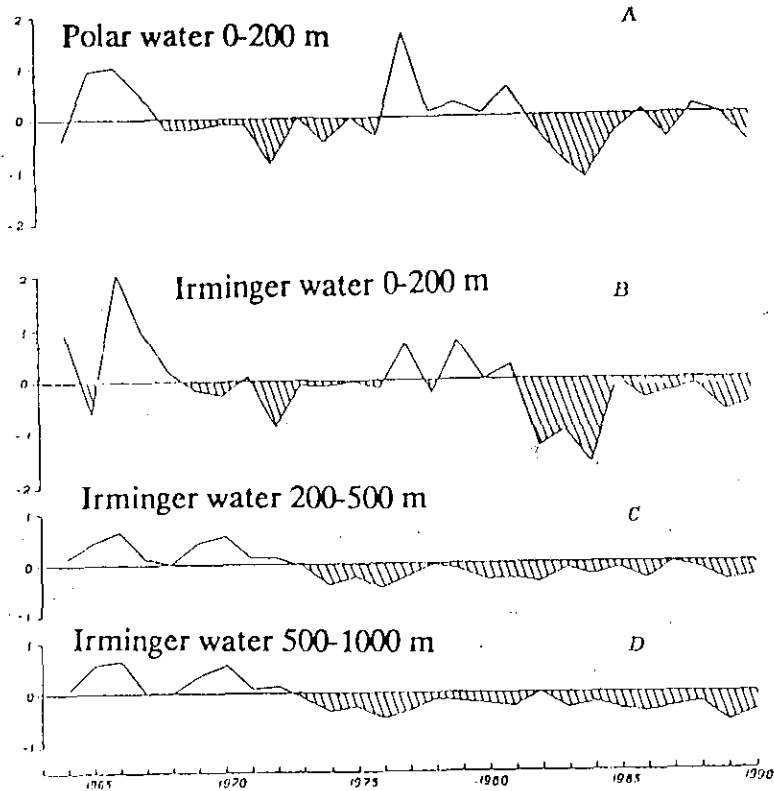 2
Polar water 0-200 m
A
1
0
-1
-2
2
Irminger water 0-200 m
B
1
0
-1
-2
Irminger water 200-500 m
C
1
0
-1
Irminger water 500-1000 m
D
1
0
-1
1965
1970
1975
1980
1985
1990